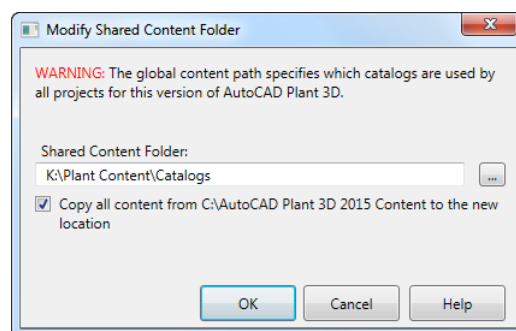 Modify Shared Content Folder
WARNING: The global content path specifies which catalogs are used by
all projects for this version of AutoCAD Plant 3D.
Shared Content Folder:
K:\Plant Content\Catalogs
...
Copy all content from C:\AutoCAD Plant 3D 2015 Content to the new
location
OK
Cancel
Help